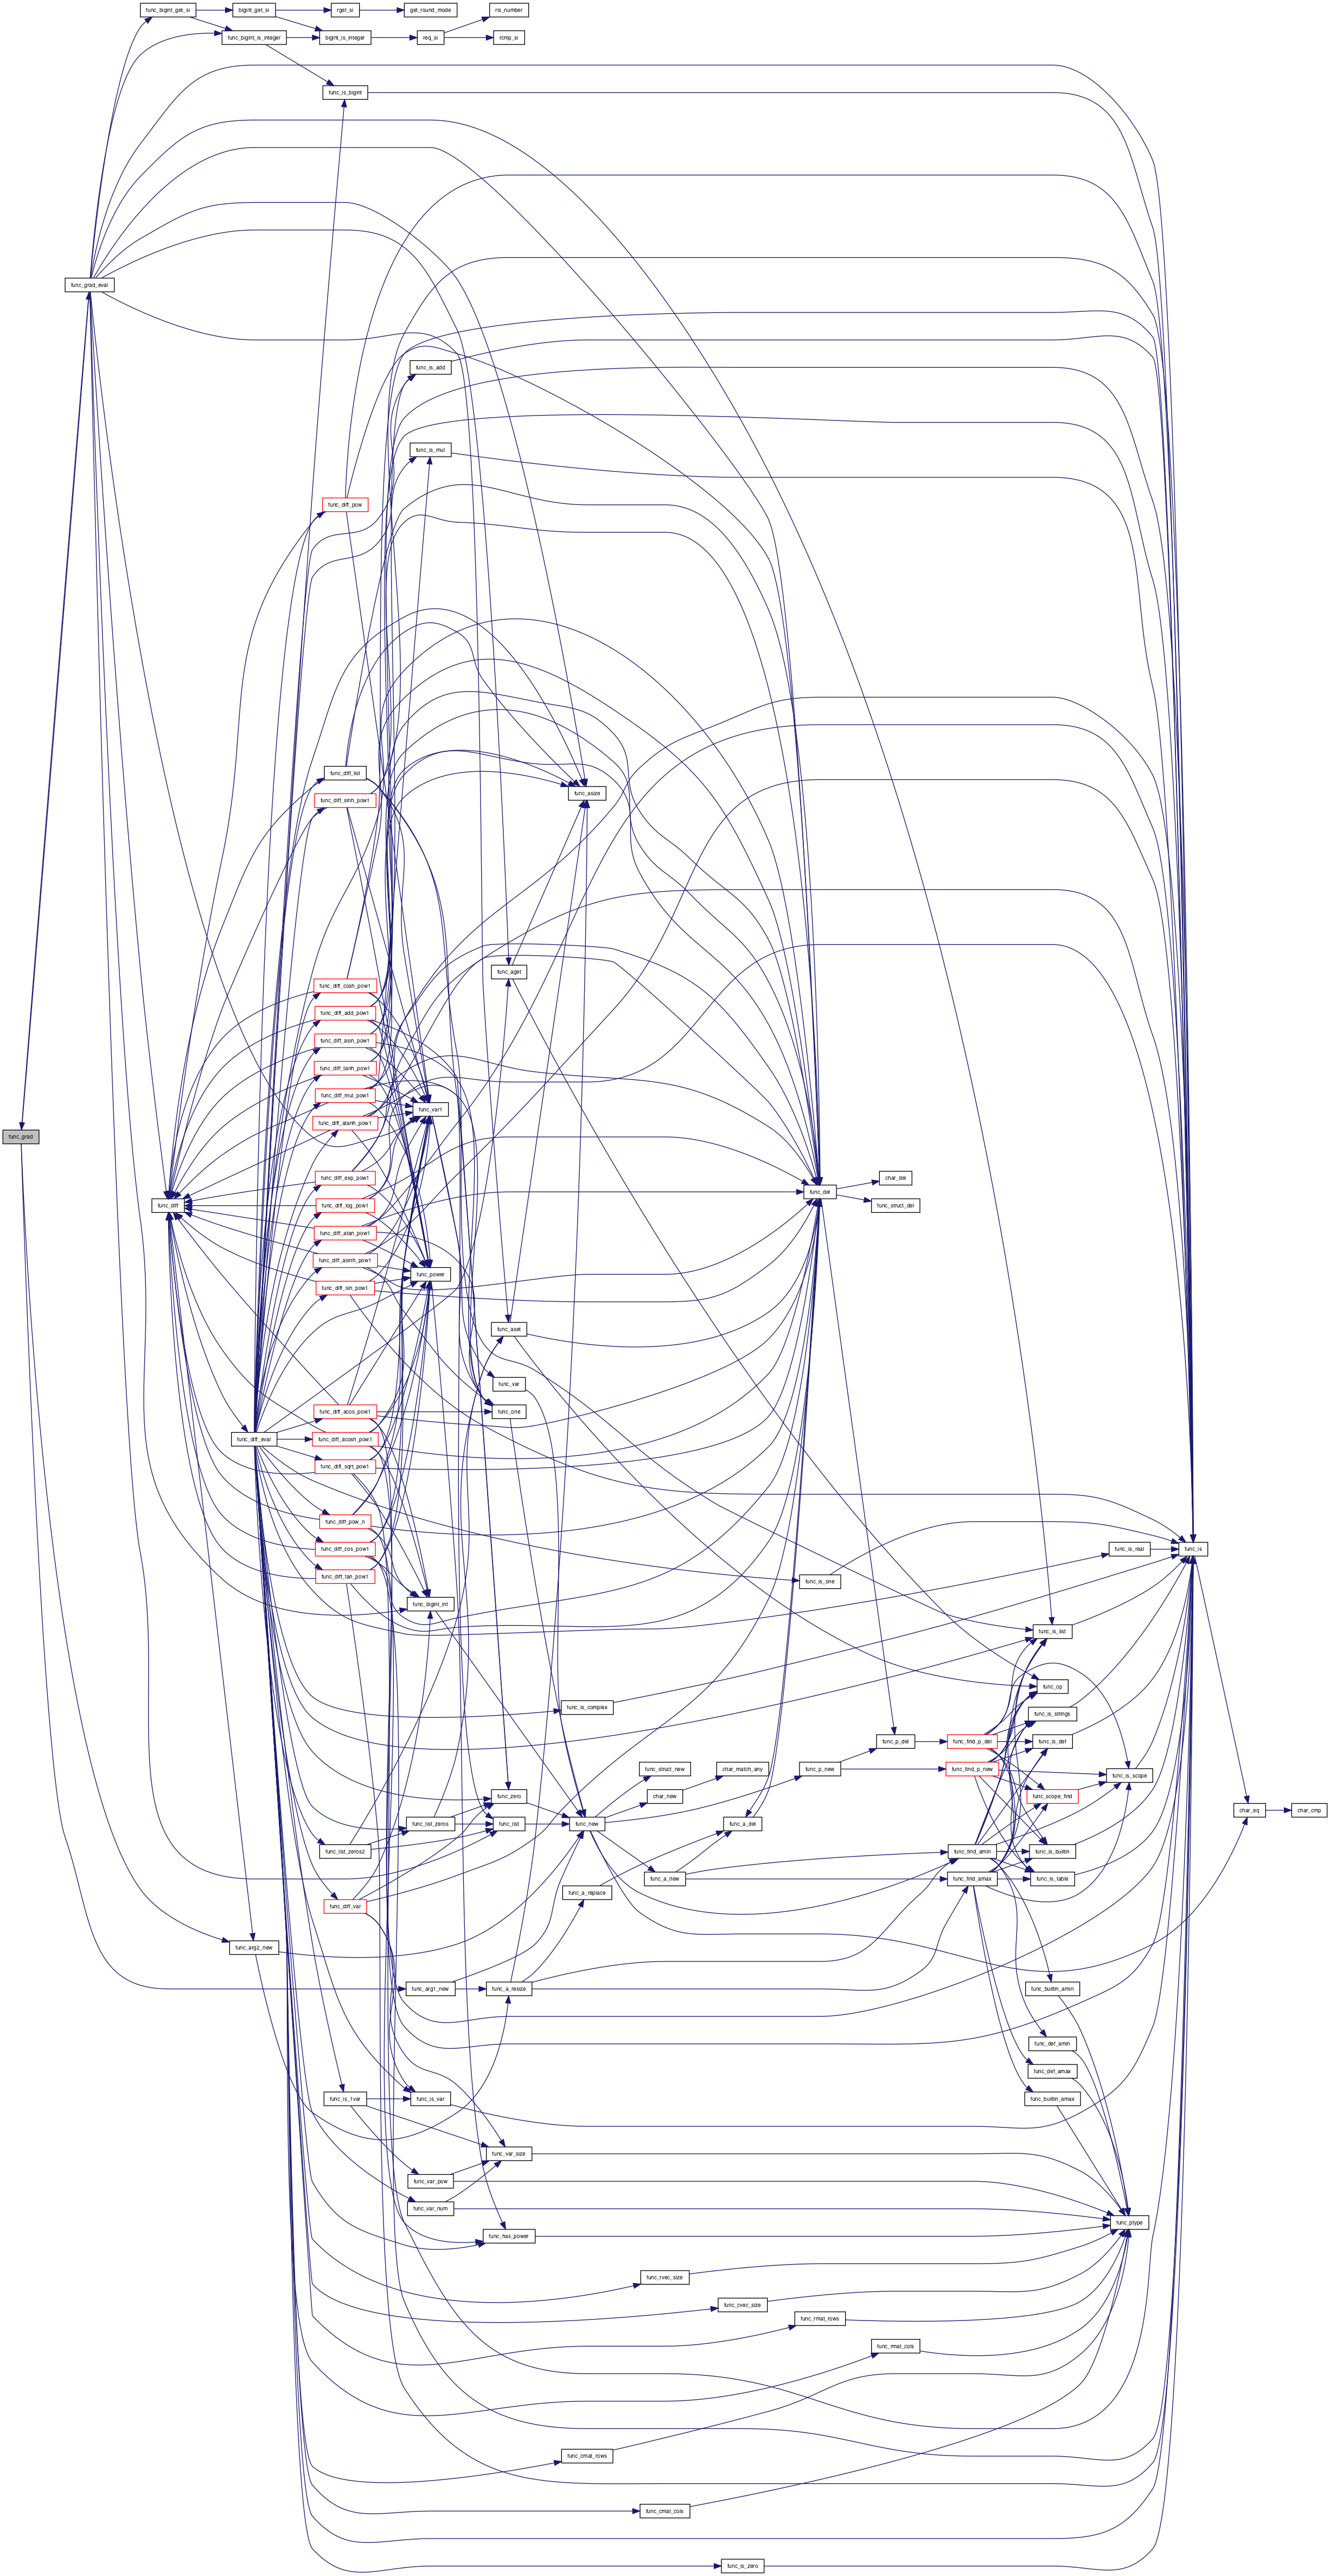 func_bigint_get_si
bigint_get_si
rget_si
get_round_mode
ris_number
func_bigint_is_integer
bigint_is_integer
req_si
rcmp_si
func_is_bigint
func_grad_eval
func_is_add
func_is_mul
func_diff_pow
func_diff_list
func_diff_sinh_pow1
func_asize
func_aget
func_diff_cosh_pow1
func_diff_add_pow1
func_diff_asin_pow1
func_diff_tanh_pow1
func_diff_mul_pow1
func_var1
func_diff_atanh_pow1
func_grad
func_diff_exp_pow1
char_del
func_del
func_diff
func_diff_log_pow1
func_struct_del
func_diff_atan_pow1
func_diff_asinh_pow1
func_power
func_diff_sin_pow1
func_aset
func_var
func_diff_acos_pow1
func_one
func_diff_eval
func_diff_acosh_pow1
func_diff_sqrt_pow1
func_diff_pow_n
func_diff_cos_pow1
func_is_real
func_is
func_diff_tan_pow1
func_is_one
func_bigint_int
func_is_list
func_op
func_is_complex
func_is_strings
func_p_del
func_find_p_del
func_is_def
func_struct_new
char_match_any
func_p_new
func_find_p_new
func_is_scope
func_zero
char_new
func_scope_find
char_eq
char_cmp
func_list_zeros
func_list
func_new
func_a_del
func_list_zeros2
func_find_amin
func_is_builtin
func_a_new
func_find_amax
func_is_table
func_a_replace
func_diff_var
func_arg2_new
func_arg1_new
func_a_resize
func_builtin_amin
func_def_amin
func_def_amax
func_is_1var
func_is_var
func_builtin_amax
func_var_size
func_var_pow
func_var_num
func_ptype
func_has_power
func_rvec_size
func_cvec_size
func_rmat_rows
func_rmat_cols
func_cmat_rows
func_cmat_cols
func_is_zero